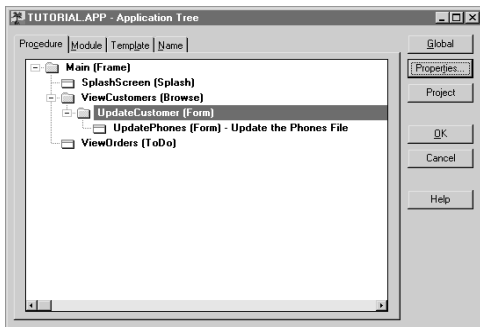 TUTORIAL.APP - Application Tree
Procedure Module Template Name
Main (Frame)
SplashScreen (Splash)
ViewCustomers (Browse)
UpdateCustomer (Form)
UpdatePhones (Form) - Update the Phones File
ViewOrders (ToDo)
Global
Properties...
Project
OK
Cancel
Help